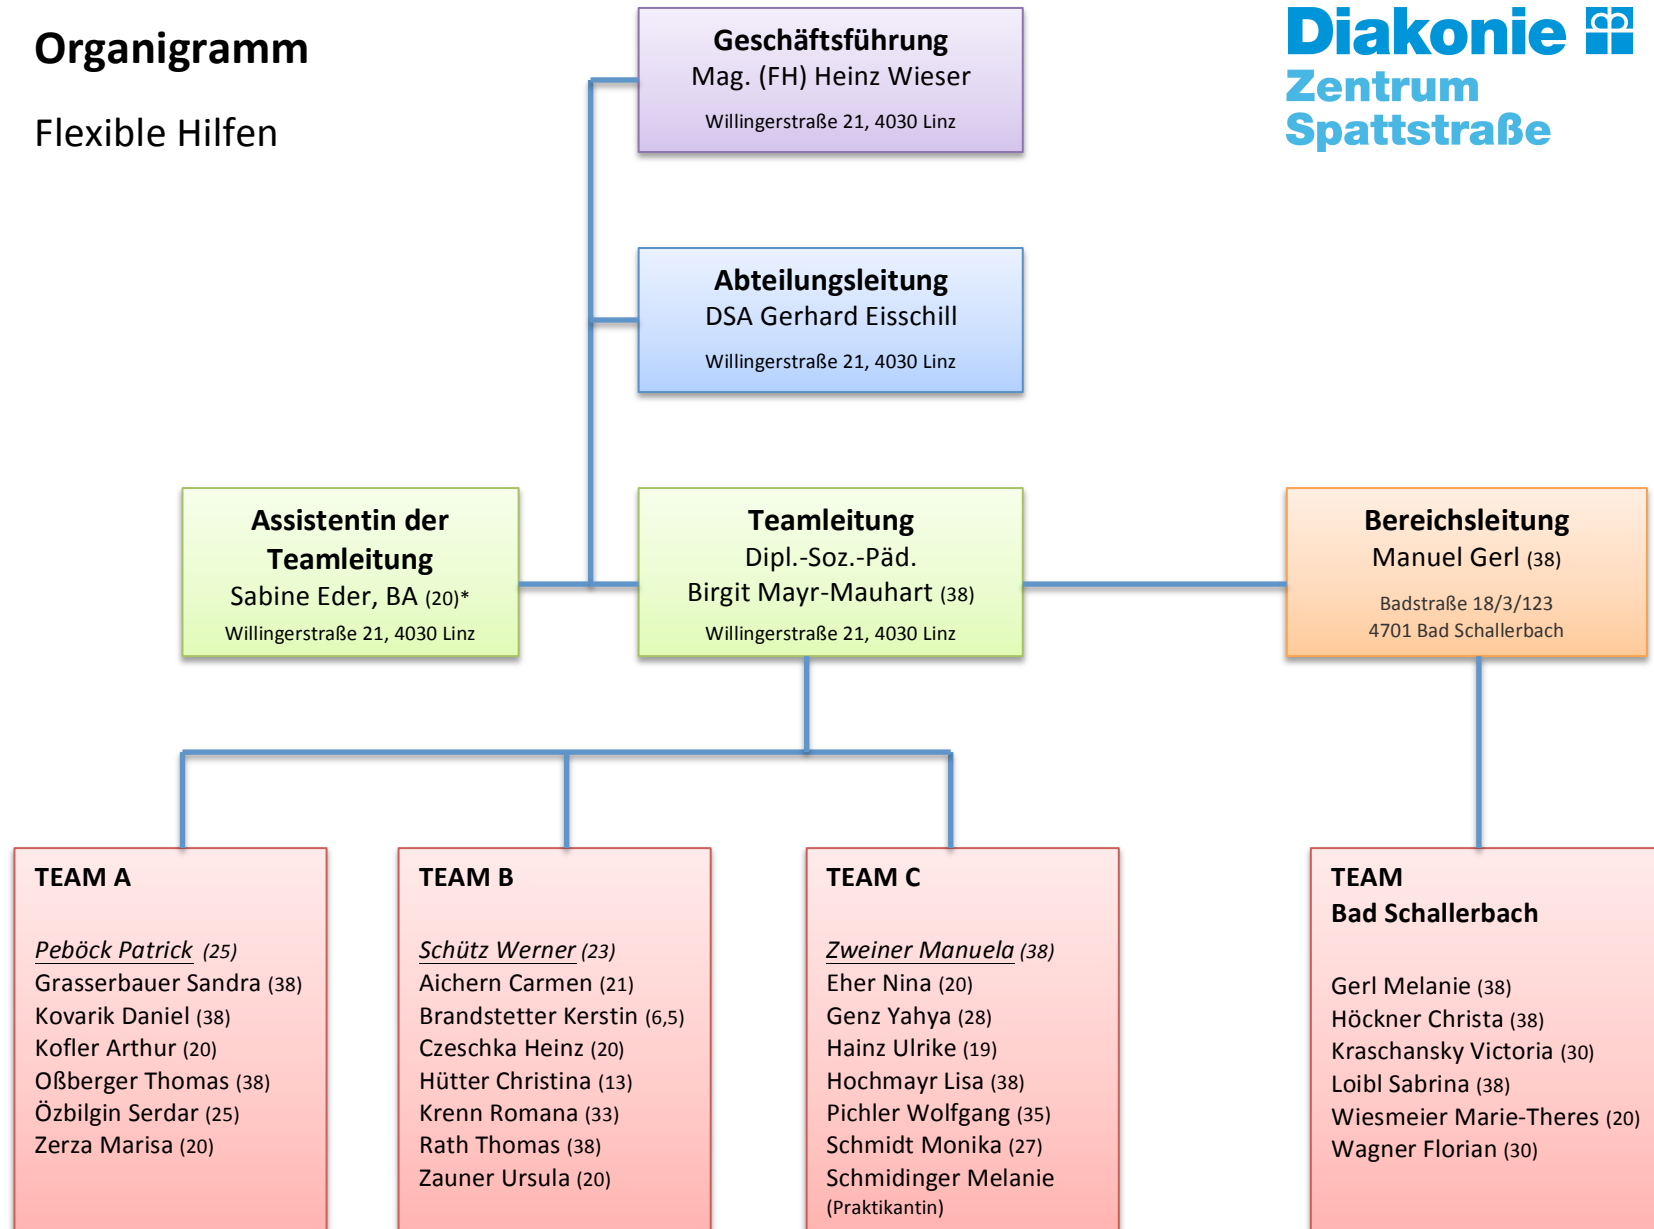 Organigramm
Flexible Hilfen
Geschäftsführung
Mag. (FH) Heinz Wieser
Willingerstraße 21, 4030 Linz
Diakonie
Zentrum
Spattstraße
Abteilungsleitung
DSA Gerhard Eisschill
Willingerstraße 21, 4030 Linz
Assistentin der
Teamleitung
Sabine Eder, BA (20)*
Willingerstraße 21, 4030 Linz
Teamleitung
Dipl.-Soz.-Päd.
Birgit Mayr-Mauhart (38)
Willingerstraße 21, 4030 Linz
Bereichsleitung
Manuel Gerl (38)
Badstraße 18/3/123
4701 Bad Schallerbach
TEAM A
Peböck Patrick (25)
Grasserbauer Sandra (38)
Kovarik Daniel (38)
Kofler Arthur (20)
Oßberger Thomas (38)
Özbilgin Serdar (25)
Zerza Marisa (20)
TEAM B
Schütz Werner (23)
Aichern Carmen (21)
Brandstetter Kerstin (6,5)
Czeschka Heinz (20)
Hütter Christina (13)
Krenn Romana (33)
Rath Thomas (38)
Zauner Ursula (20)
TEAM C
Zweiner Manuela (38)
Eher Nina (20)
Genz Yahya (28)
Hainz Ulrike (19)
Hochmayr Lisa (38)
Pichler Wolfgang (35)
Schmidt Monika (27)
Schmidinger Melanie
(Praktikantin)
TEAM
Bad Schallerbach
Gerl Melanie (38)
Höckner Christa (38)
Kraschansky Victoria (30)
Loibl Sabrina (38)
Wiesmeier Marie-Theres (20)
Wagner Florian (30)